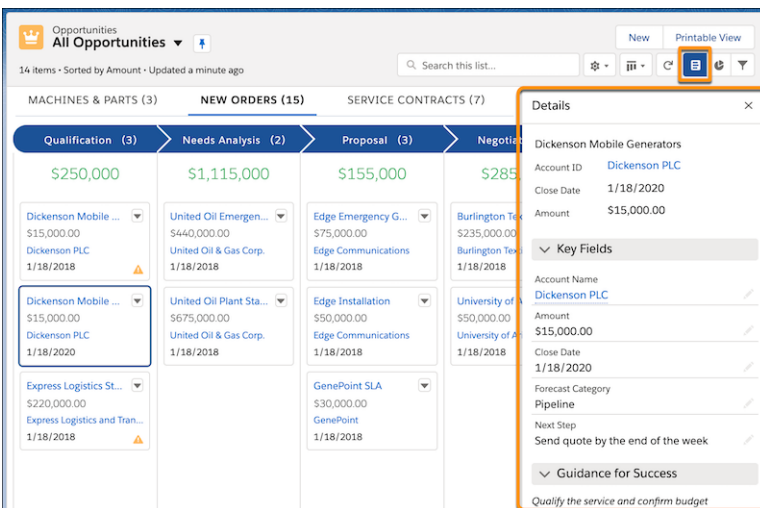 Opportunities
All Opportunities
New
Printable View
14 items • Sorted by Amount • Updated a minute ago
Search this list...
MACHINES & PARTS (3)
NEW ORDERS (15)
SERVICE CONTRACTS (7)
Qualification (3)
Needs Analysis (2)
Proposal (3)
$250,000
$1,115,000
$155,000
Dickenson Mobile ...
$15,000.00
Dickenson PLC
1/18/2018
Dickenson Mobile ...
$15,000.00
Dickenson PLC
1/18/2020
Express Logistics St...
$220,000.00
Express Logistics and Tran...
1/18/2018
United Oil Emergen...
$440,000.00
United Oil & Gas Corp.
1/18/2018
United Oil Plant Sta...
$675,000.00
United Oil & Gas Corp.
1/18/2018
Edge Emergency G...
$75,000.00
Edge Communications
1/18/2018
Edge Installation
$50,000.00
Edge Communications
1/18/2018
GenePoint SLA
$30,000.00
GenePoint
1/18/2018
$285,
Burlington
$235,000.00
Burlington
1/18/2018
University of
$50,000.00
University of
1/18/2018
Details
Dickenson Mobile Generators
Account ID Dickenson PLC
Close Date 1/18/2020
Amount $15,000.00
Key Fields
Account Name
Dickenson PLC
Amount
$15,000.00
Close Date
1/18/2020
Forecast Category
Pipeline
Next Step
Send quote by the end of the week
Guidance for Success
Qualify the service and confirm budget